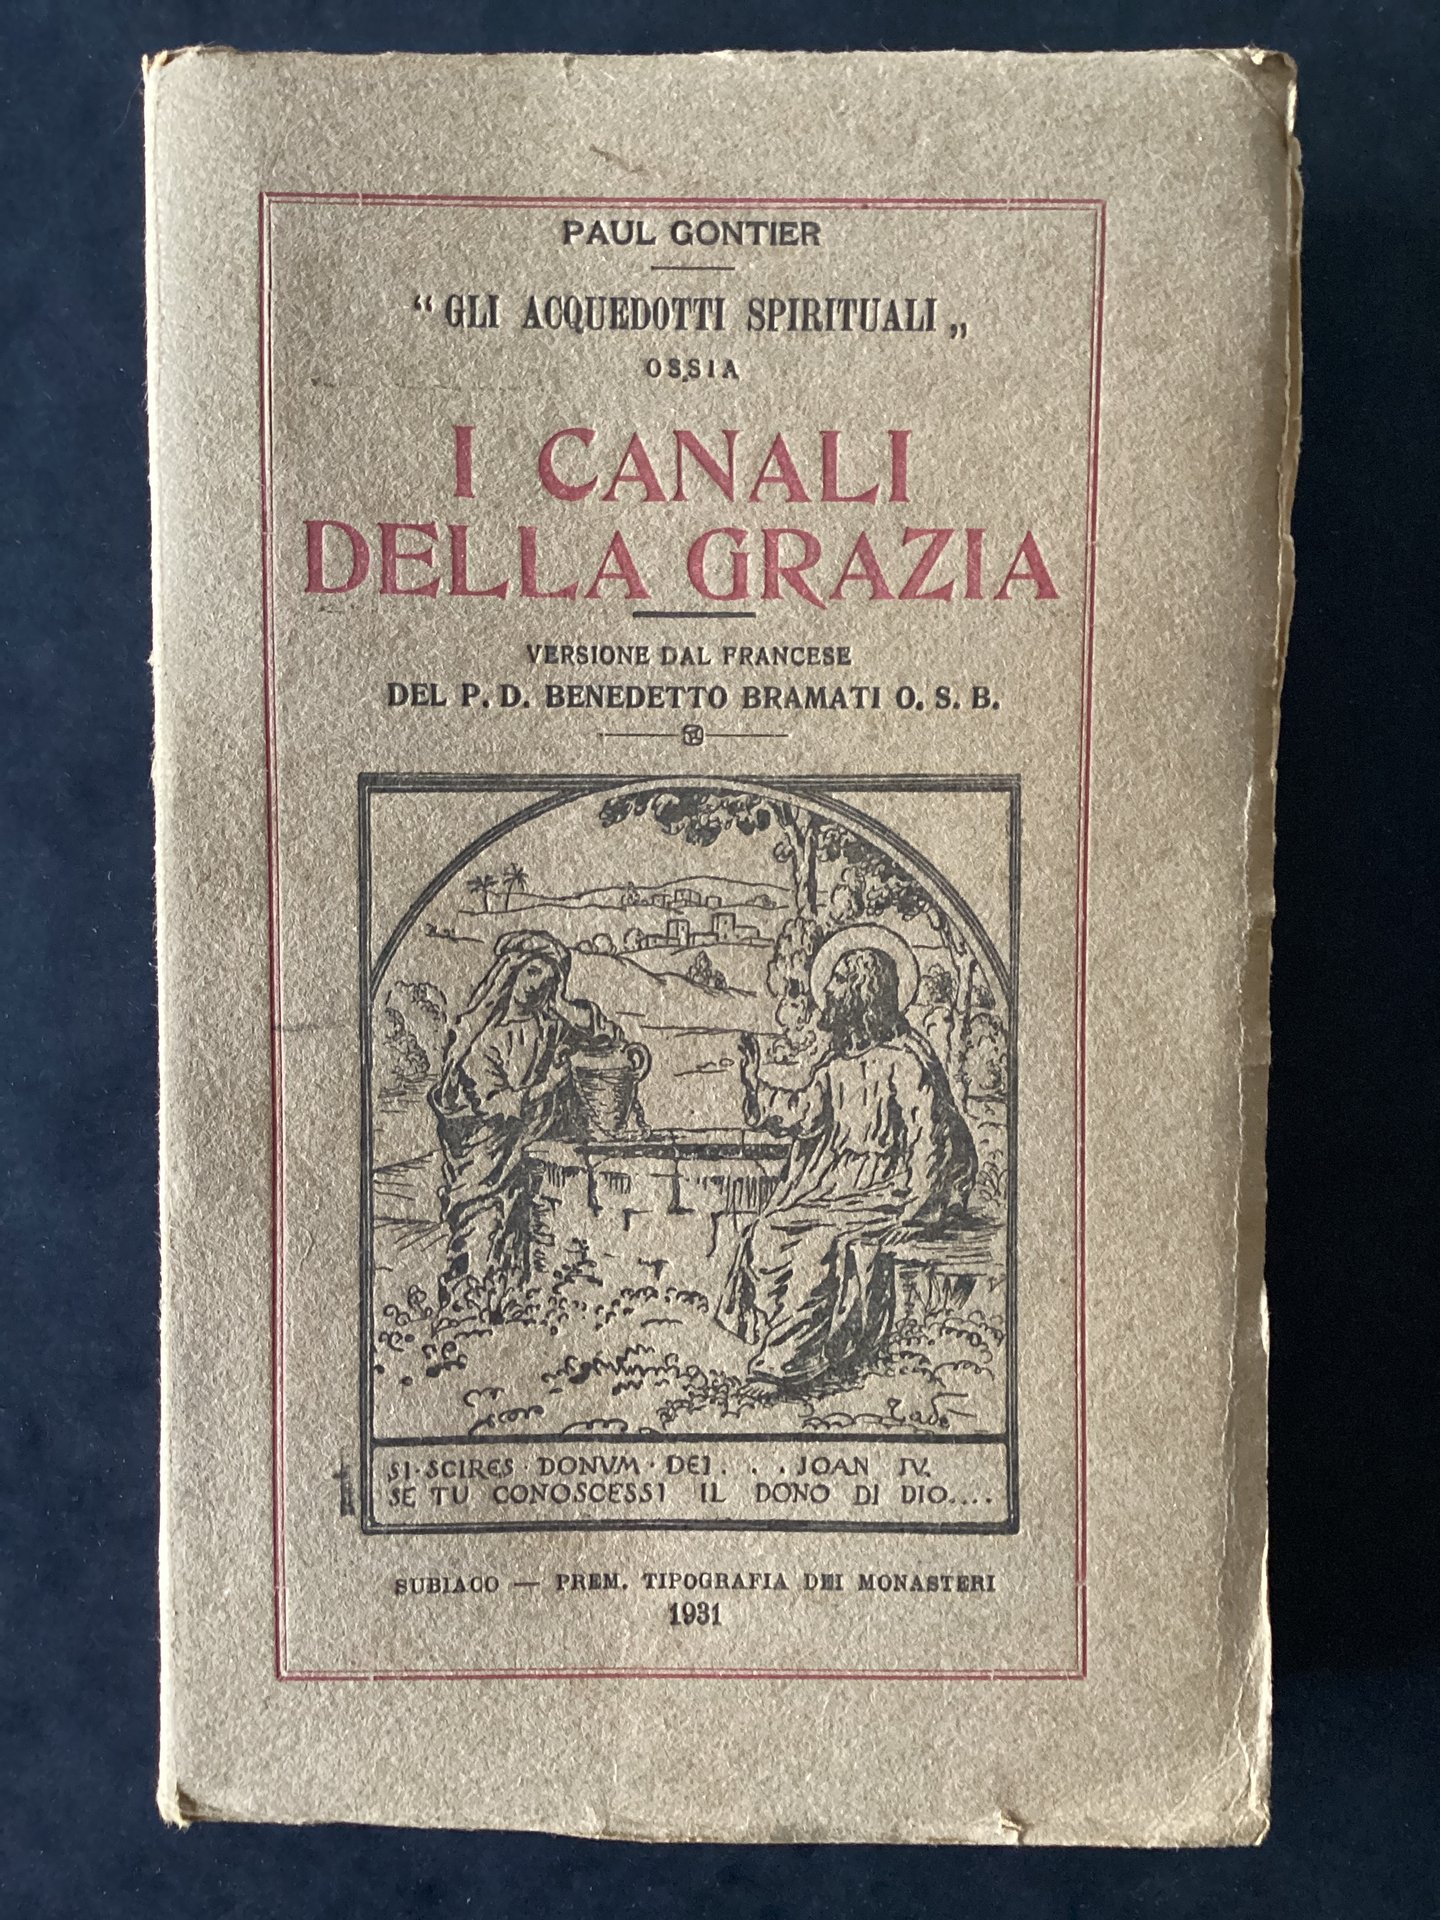 PAUL GONTIER
“GLI ACQUEDOTTI SPIRITUALI„
OSSIA
I CANALI
DELLA GRAZIA
VERSIONE DAL FRANCESE
DEL P. D. BENEDETTO BRAMATI O. S. B.
SI · SCIRES · DONVM · DEI . . . JOAN IV.
SE TU CONOSCESSI IL DONO DI DIO....
SUBIACO — PREM. TIPOGRAFIA DEI MONASTERI
1931